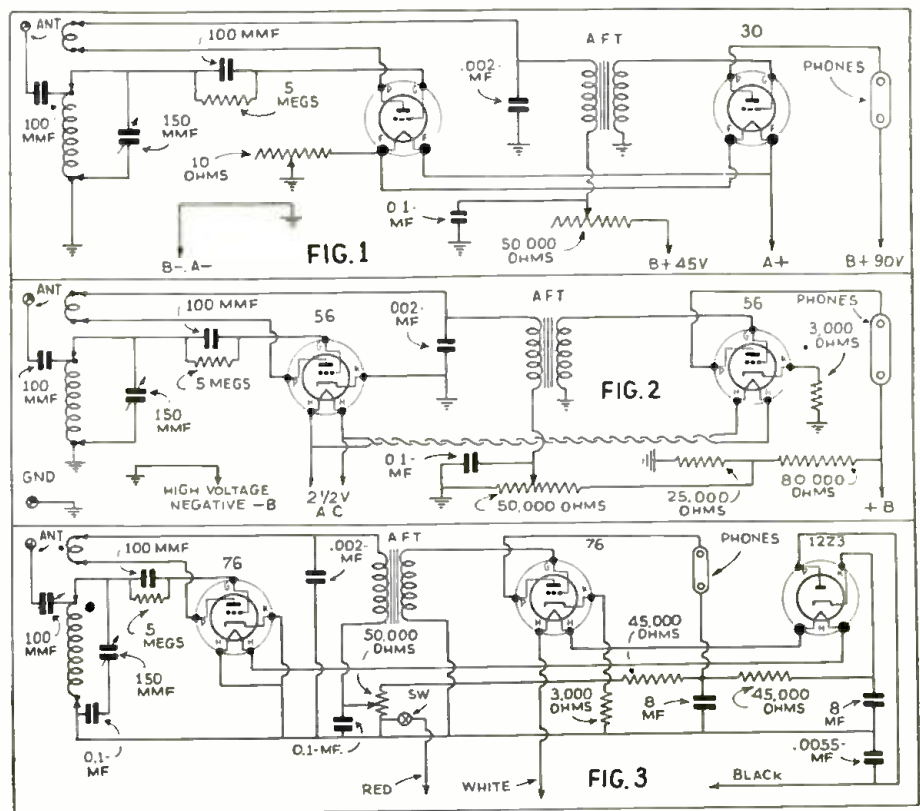 ANT
100 MMF
AFT
30
PHONES
.002-
MF
5
MEGS
100
MMF
150
MMF
10
OHMS
0.1-
MF
50,000
OHMS
FIG.1
B-. A-
B+ 45V
A+
B+ 90V
ANT
100 MMF
56
.002-
MF
AFT
56
PHONES
3,000
OHMS
100
MMF
5 MEGS
150
MMF
FIG.2
0.1-
MF
GND
HIGH VOLTAGE
NEGATIVE -B
2 1/2 V
AC
50,000 OHMS
25,000
OHMS
80,000
OHMS
+ B
ANT
100 MMF
76
.002-
MF
AFT
76
PHONES
1223
100
MMF
5
MEGS
150
MMF
50,000
OHMS
45,000
OHMS
SW
3,000
OHMS
8
MF
45,000
OHMS
8
MF
0.1-
MF
0.1-MF.
.0055-
MF
RED
WHITE
FIG.3
BLACK
P
G
F
F
P
G
F
F
P
G
K
H
H
P
G
K
H
H
P
G
K
H
H
P
G
K
H
H